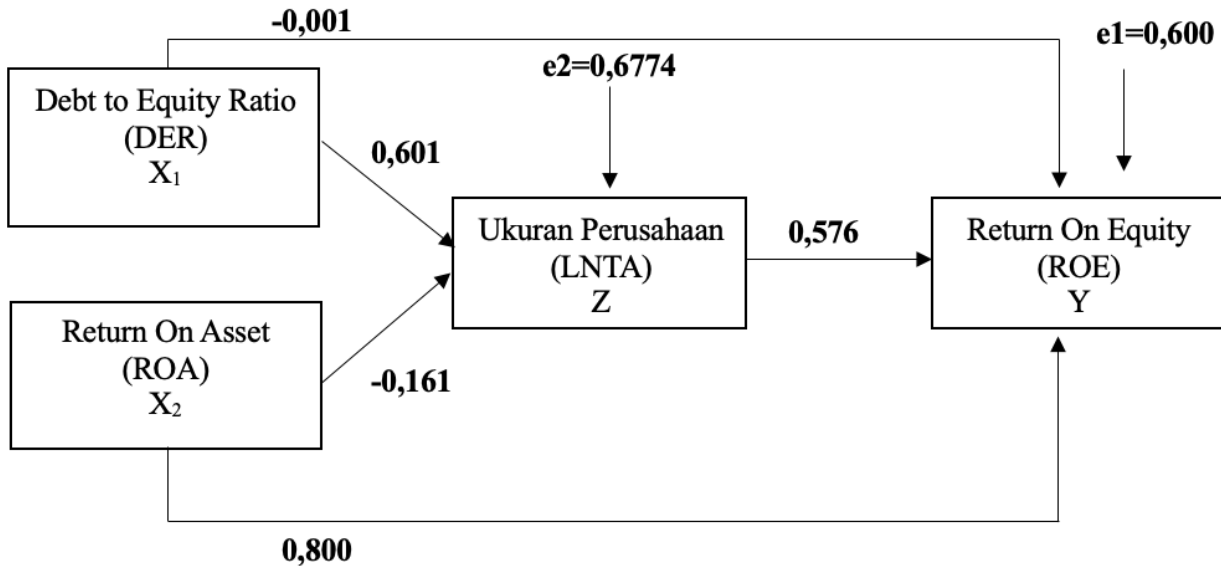 -0,001
e1=0,600
e2=0,6774
Debt to Equity Ratio
(DER)
X₁
0,601
Ukuran Perusahaan
(LNTA)
Z
0,576
Return On Equity
(ROE)
Y
Return On Asset
(ROA)
X₂
-0,161
0,800